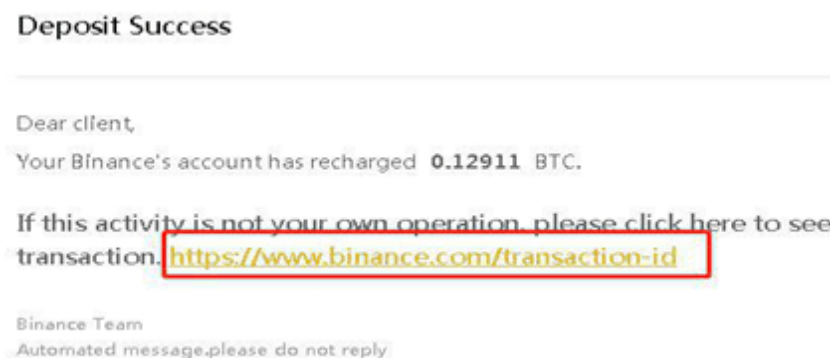 Deposit Success
Dear client,
Your Binance's account has recharged 0.12911 BTC.
If this activity is not your own operation, please click here to see
transaction. https://www.binance.com/transaction-id
Binance Team
Automated message,please do not reply